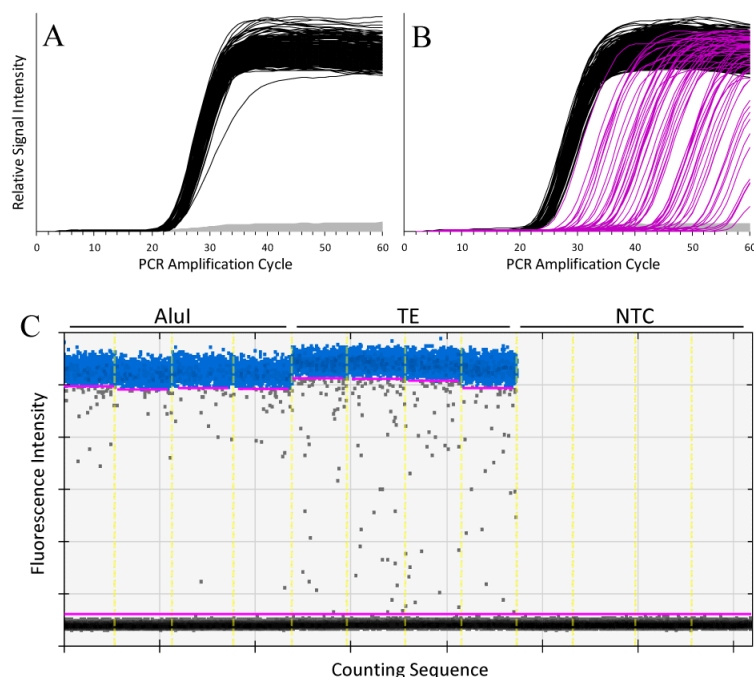 A
B
Relative Signal Intensity
0 10 20 30 40 50 60
0 10 20 30 40 50 60
PCR Amplification Cycle
PCR Amplification Cycle
C
AluI
TE
NTC
Fluorescence Intensity
Counting Sequence